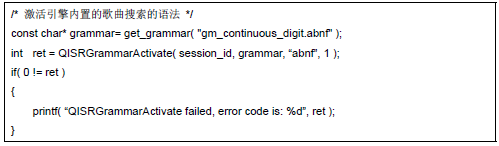 /* 激活引擎内置的歌曲搜索的语法 */
const char* grammar= get_grammar( "gm_continuous_digit.abnf" );
int ret = QISRGrammarActivate( session_id, grammar, “abnf”, 1 );
if( 0 != ret )
{
printf( “QISRGrammarActivate failed, error code is: %d”, ret );
}